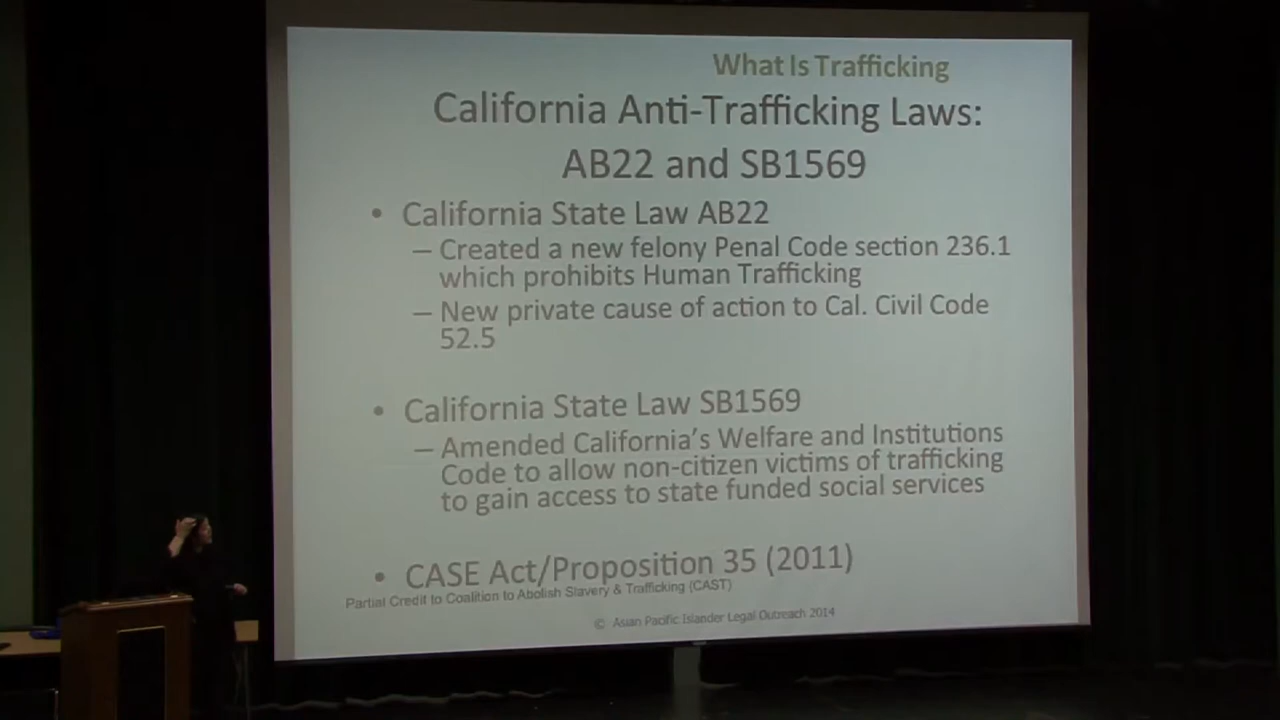 What Is Trafficking
California Anti-Trafficking Laws:
AB22 and SB1569
• California State Law AB22
– Created a new felony Penal Code section 236.1
which prohibits Human Trafficking
– New private cause of action to Cal. Civil Code
52.5
• California State Law SB1569
– Amended California's Welfare and Institutions
Code to allow non-citizen victims of trafficking
to gain access to state funded social services
• CASE Act/Proposition 35 (2011)
Partial Credit to Coalition to Abolish Slavery & Trafficking (CAST)
© Asian Pacific Islander Legal Outreach 2014